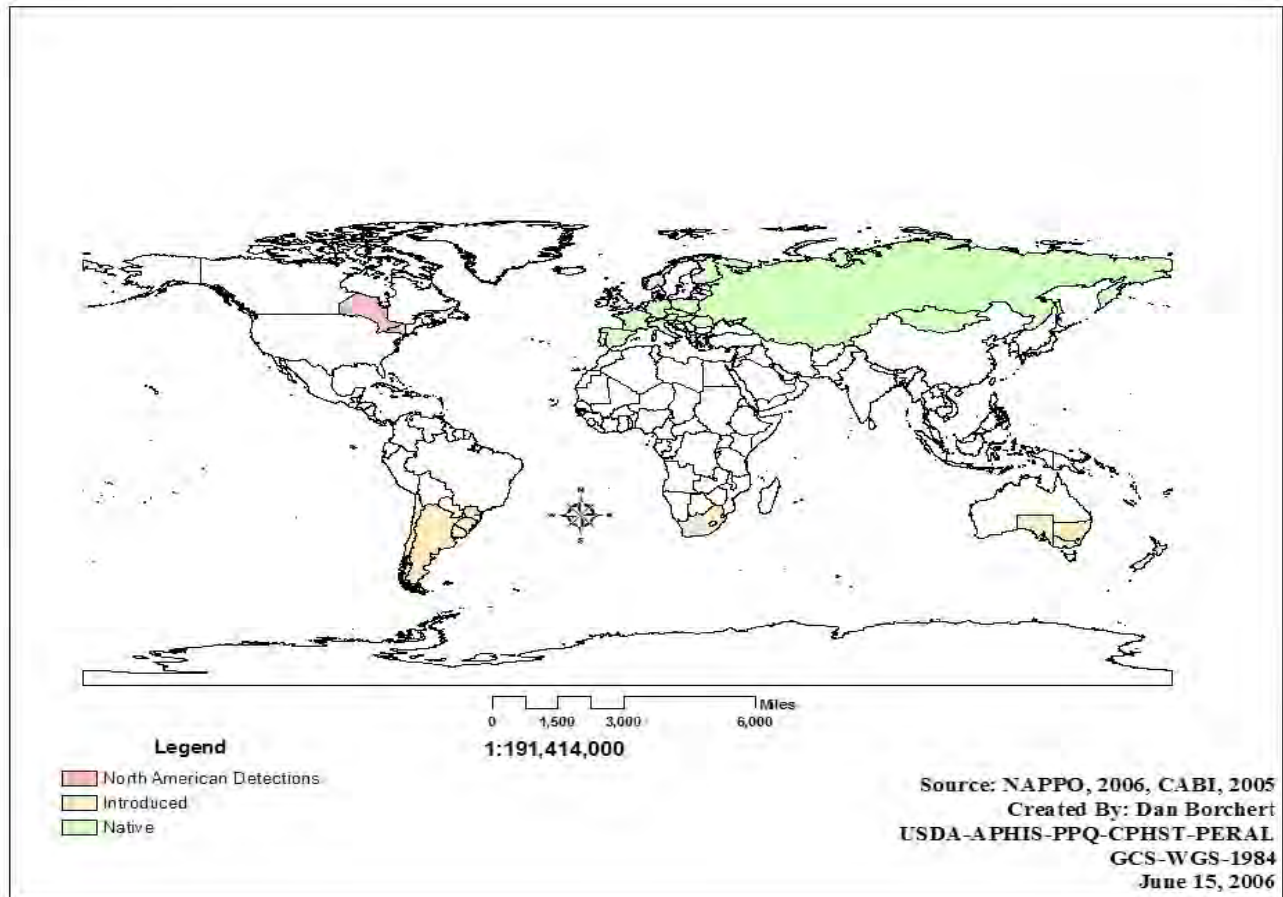 N
W
E
S
Miles
0 1,500 3,000 6,000
1:191,414,000
Legend
North American Detections
Introduced
Native
Source: NAPPO, 2006, CABI, 2005
Created By: Dan Borchert
USDA-APHIS-PPQ-CPHST-PERAL
GCS-WGS-1984
June 15, 2006